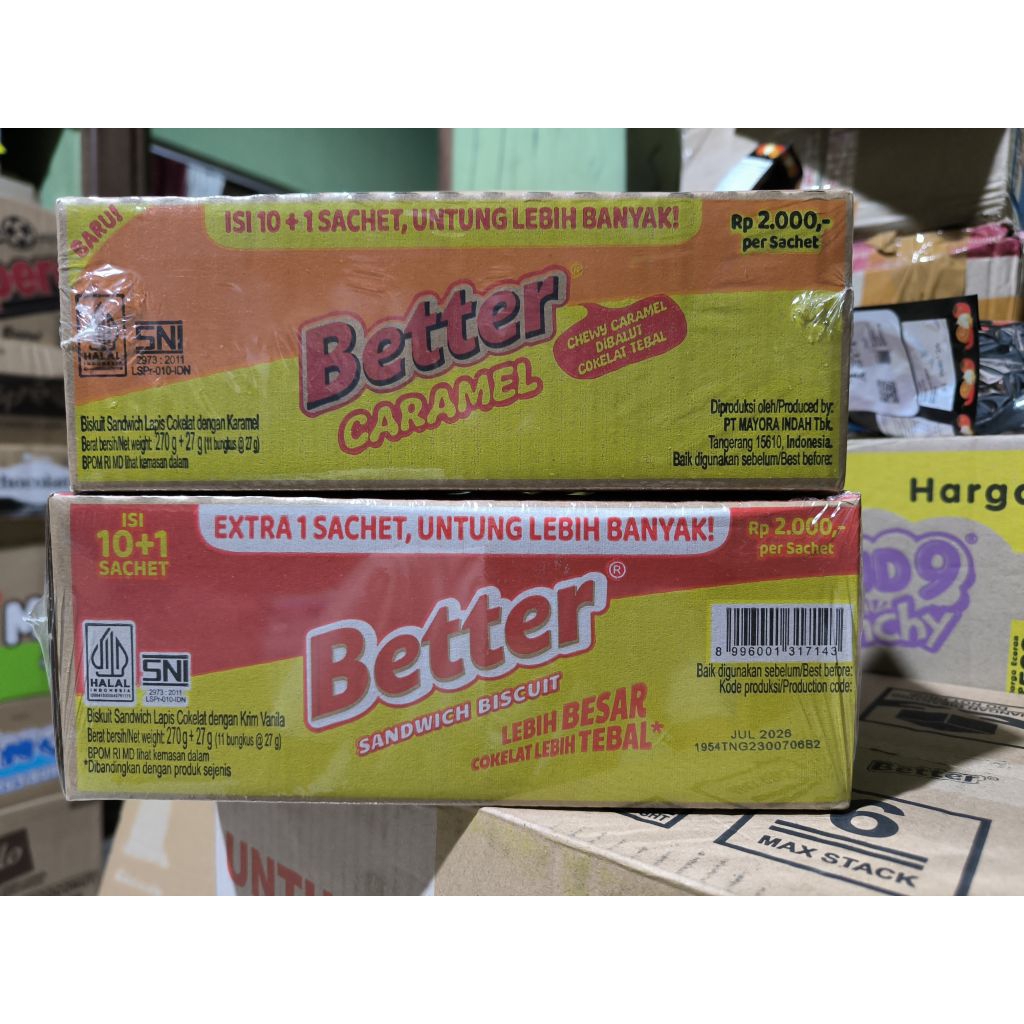 BARU!
ISI 10 + 1 SACHET, UNTUNG LEBIH BANYAK!
Rp 2.000,-
per Sachet
Better®
CARAMEL
CHEWY CARAMEL
DIBALUT
COKELAT TEBAL
HALAL
INDONESIA
SNI
2973 : 2011
LSPr-010-IDN
Biskuit Sandwich Lapis Cokelat dengan Karamel
Berat bersih/Net weight: 270 g + 27 g (11 bungkus @ 27 g)
BPOM RI MD lihat kemasan dalam
Diproduksi oleh/Produced by:
PT MAYORA INDAH Tbk.
Tangerang 15610, Indonesia.
Baik digunakan sebelum/Best before:
ISI
10+1
SACHET
EXTRA 1 SACHET, UNTUNG LEBIH BANYAK!
Rp 2.000,-
per Sachet
Better®
SANDWICH BISCUIT
LEBIH BESAR
COKELAT LEBIH TEBAL*
HALAL
INDONESIA
SNI
2973 : 2011
LSPr-010-IDN
Biskuit Sandwich Lapis Cokelat dengan Krim Vanila
Berat bersih/Net weight: 270 g + 27 g (11 bungkus @ 27 g)
BPOM RI MD lihat kemasan dalam
*Dibandingkan dengan produk sejenis
8 996001 317143
Baik digunakan sebelum/Best before:
Kode produksi/Production code:
JUL 2026
1954TNG2300706B2
Harga
Better®
6
MAX STACK